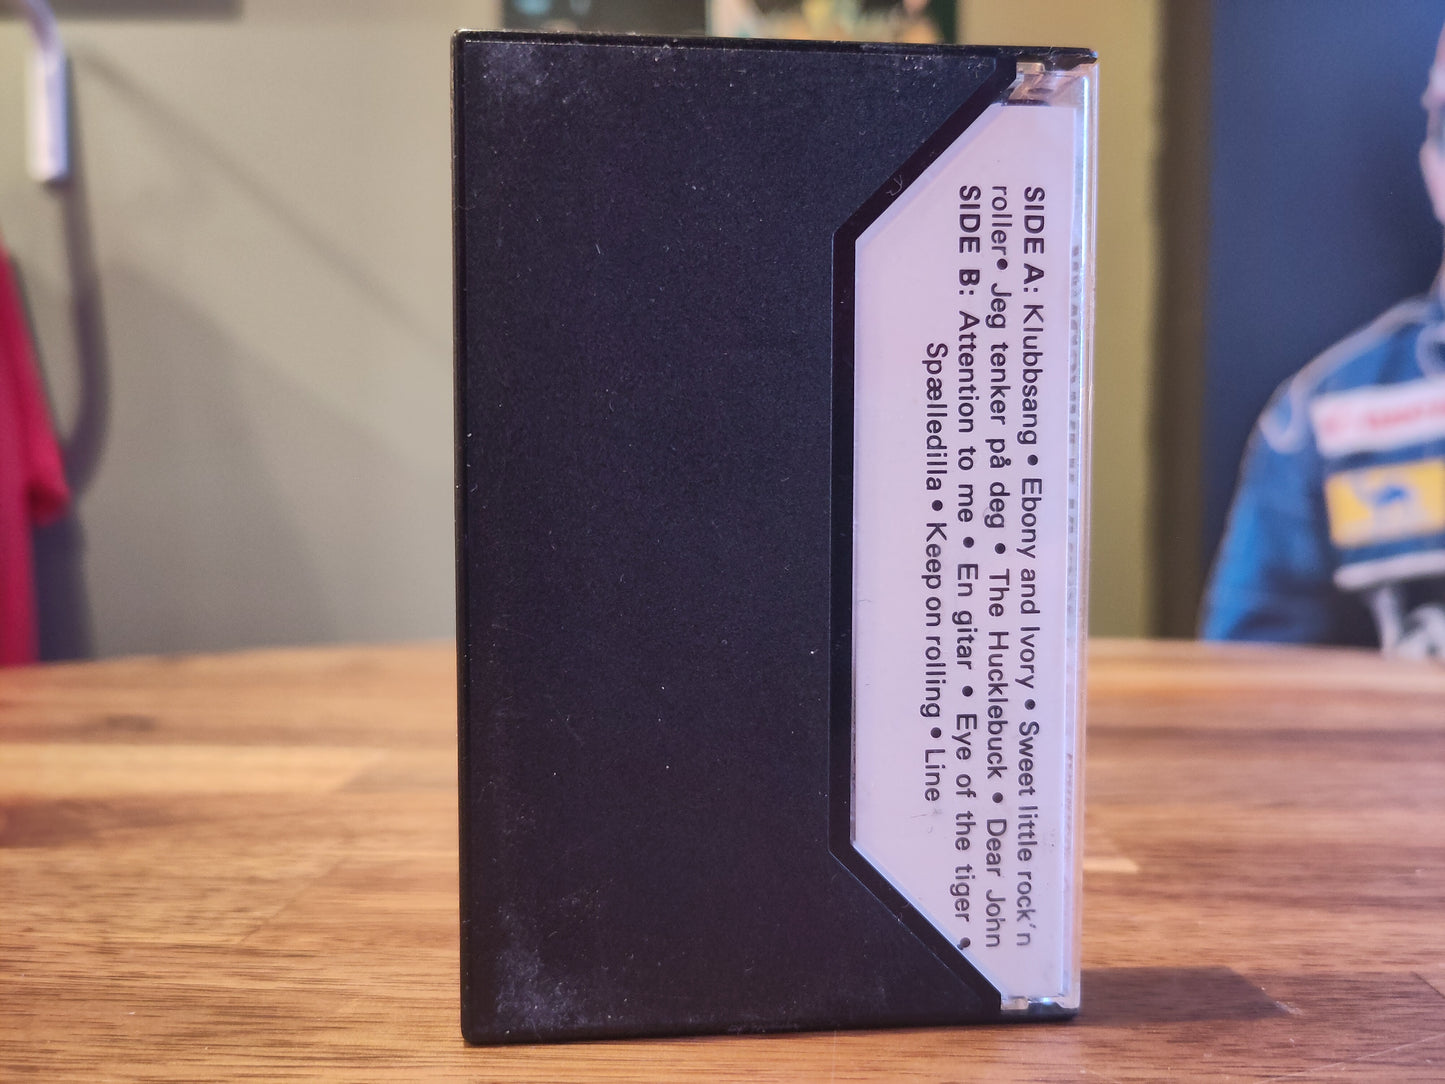 SIDE A: Klubbsang • Ebony and Ivory • Sweet little rock'n
roller• Jeg tenker på deg • The Hucklebuck • Dear John
SIDE B: Attention to me • En gitar • Eye of the tiger •
Spælledilla • Keep on rolling • Line